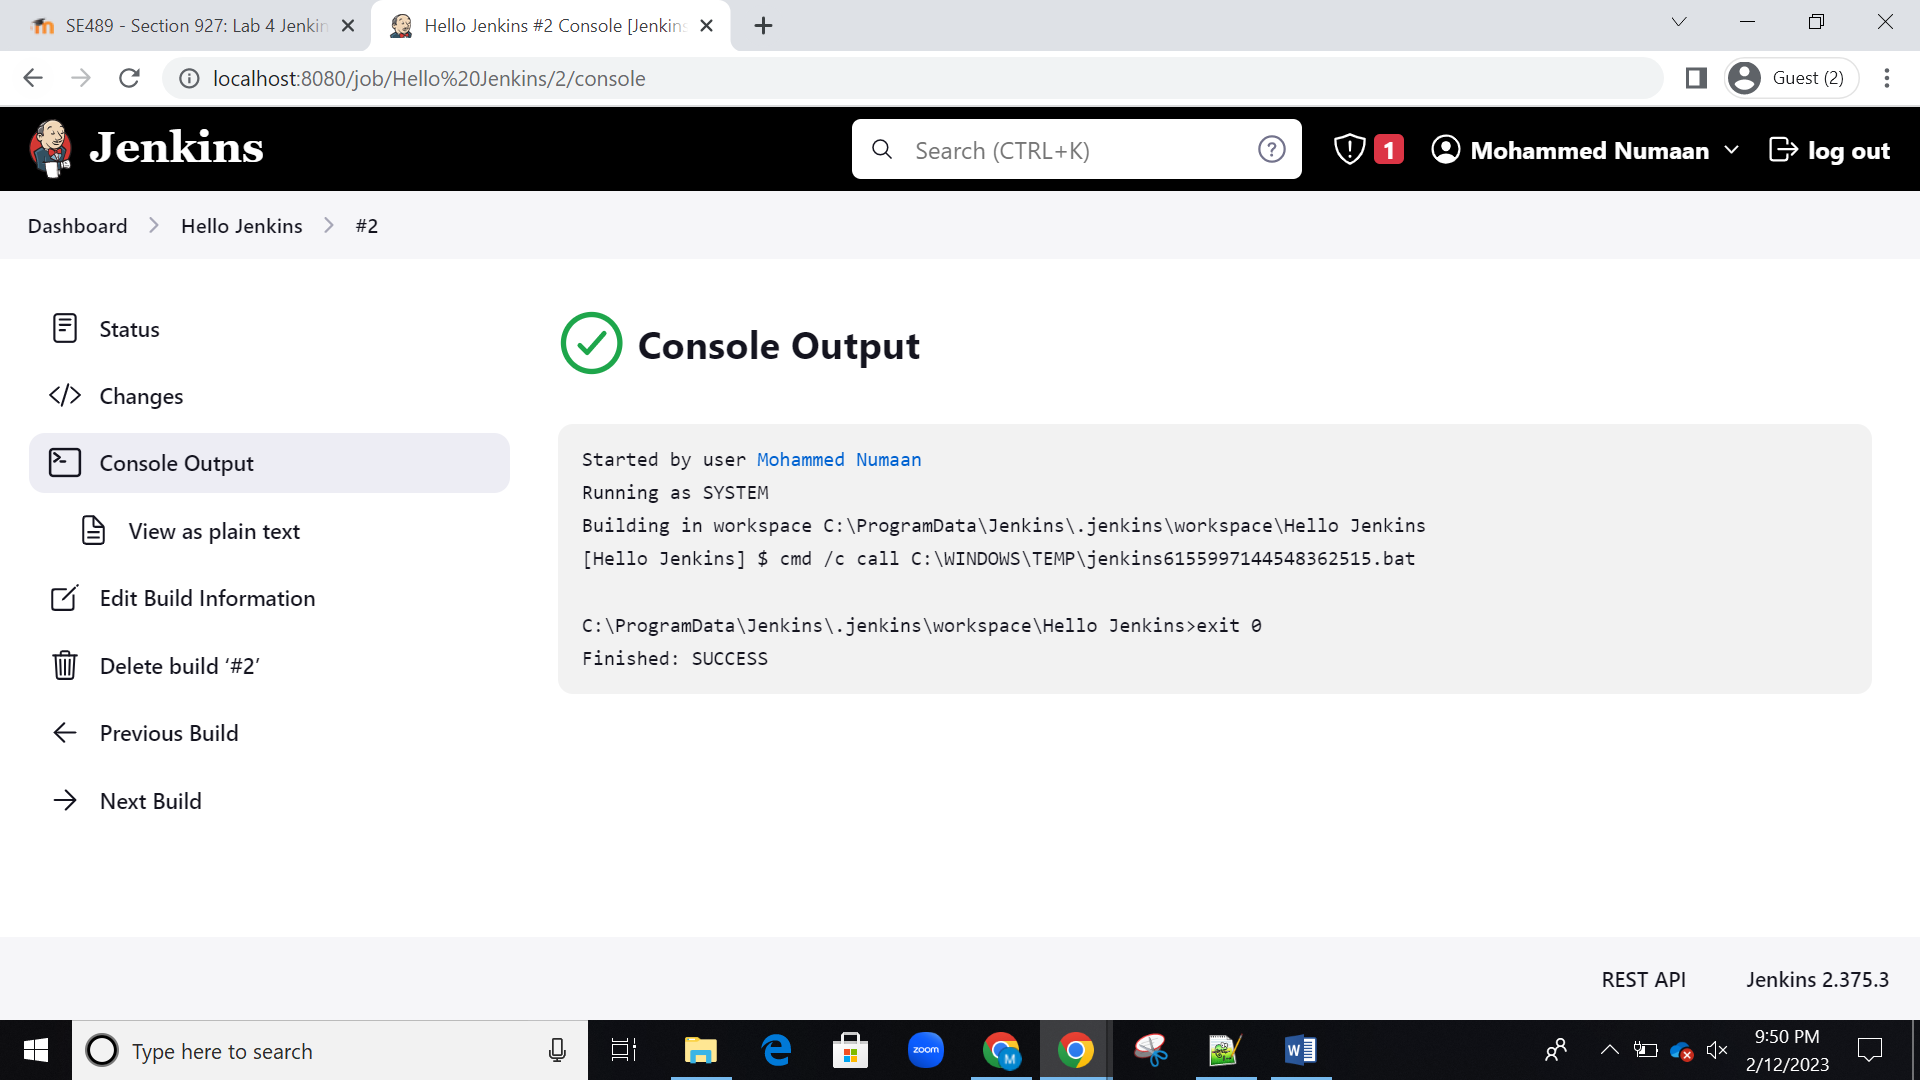 SE489 - Section 927: Lab 4 Jenkin
Hello Jenkins #2 Console [Jenkins
localhost:8080/job/Hello%20Jenkins/2/console
Guest (2)
Jenkins
Search (CTRL+K)
1
Mohammed Numaan
log out
Dashboard
Hello Jenkins
#2
Status
Changes
Console Output
View as plain text
Edit Build Information
Delete build ‘#2’
Previous Build
Next Build
Console Output
Started by user Mohammed Numaan
Running as SYSTEM
Building in workspace C:\ProgramData\Jenkins\.jenkins\workspace\Hello Jenkins
[Hello Jenkins] $ cmd /c call C:\WINDOWS\TEMP\jenkins6155997144548362515.bat
C:\ProgramData\Jenkins\.jenkins\workspace\Hello Jenkins>exit 0
Finished: SUCCESS
REST API
Jenkins 2.375.3
Type here to search
zoom
M
W
9:50 PM
2/12/2023